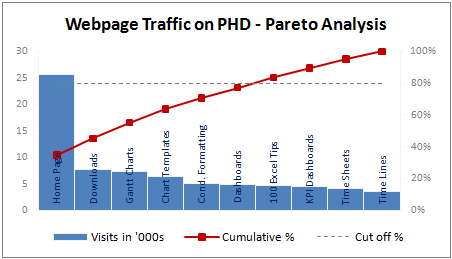 Webpage Traffic on PHD - Pareto Analysis
30
25
20
15
10
5
0
100%
80%
60%
40%
20%
0%
Home Page
Downloads
Gantt Charts
Chart Templates
Cond. Formatting
Dashboards
100 Excel Tips
KPI Dashboards
Time Sheets
Time Lines
Visits in '000s
Cumulative %
Cut off %